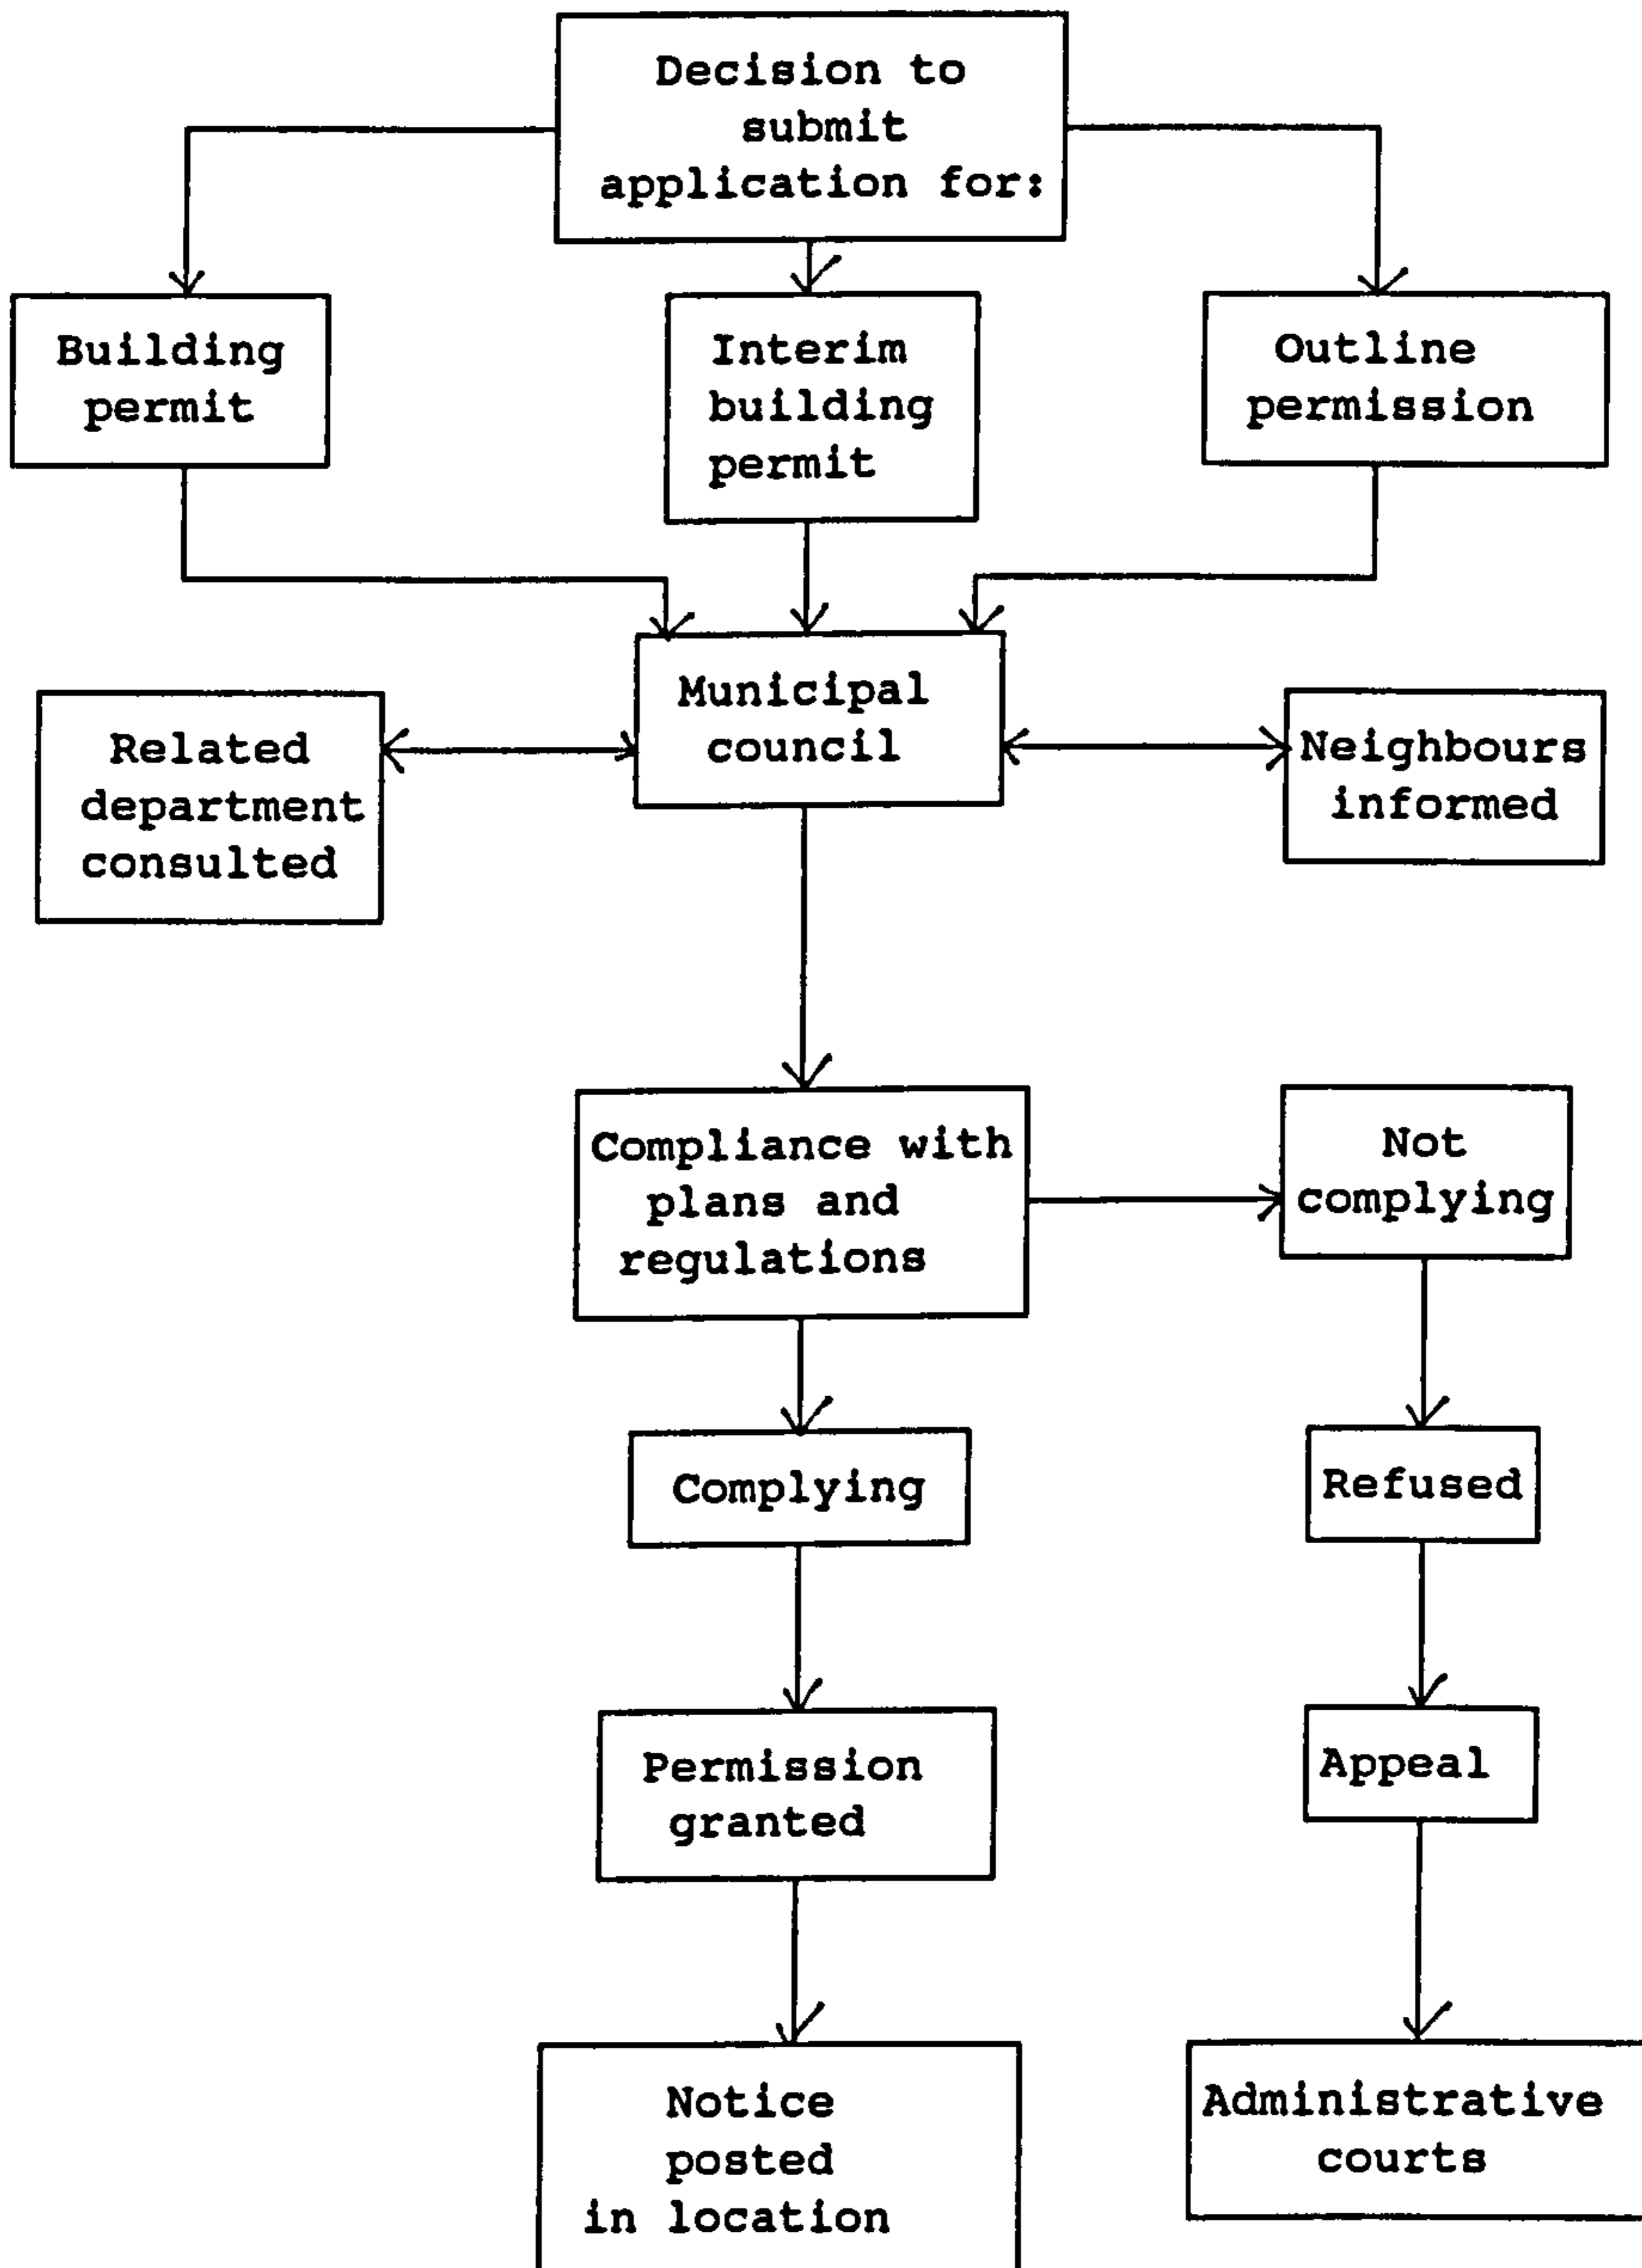 Decision to
submit
application for:
Building
permit
Interim
building
permit
Outline
permission
Municipal
council
Related
department
consulted
Neighbours
informed
Compliance with
plans and
regulations
Not
complying
Complying
Refused
Permission
granted
Appeal
Notice
posted
in location
Administrative
courts